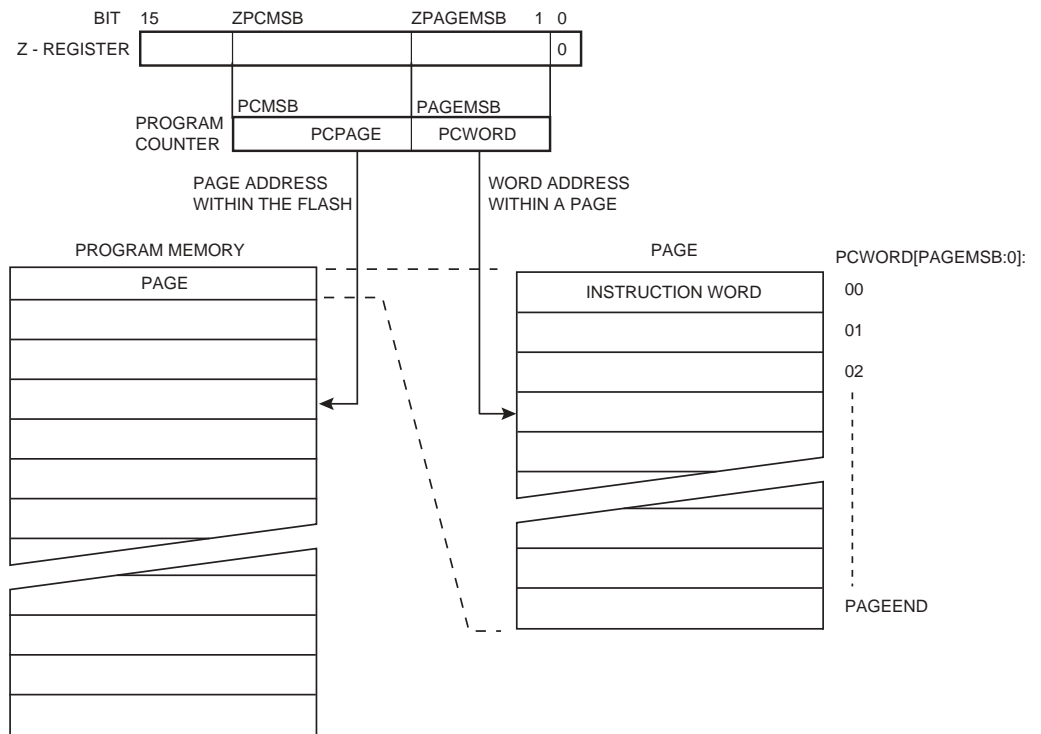 BIT 15 ZPCMSB ZPAGEMSB 1 0
Z - REGISTER 0
PCMSB PAGEMSB
PROGRAM
COUNTER
PCPAGE PCWORD
PAGE ADDRESS
WITHIN THE FLASH
WORD ADDRESS
WITHIN A PAGE
PROGRAM MEMORY
PAGE
PAGE
INSTRUCTION WORD
PCWORD[PAGEMSB:0]:
00
01
02
PAGEEND